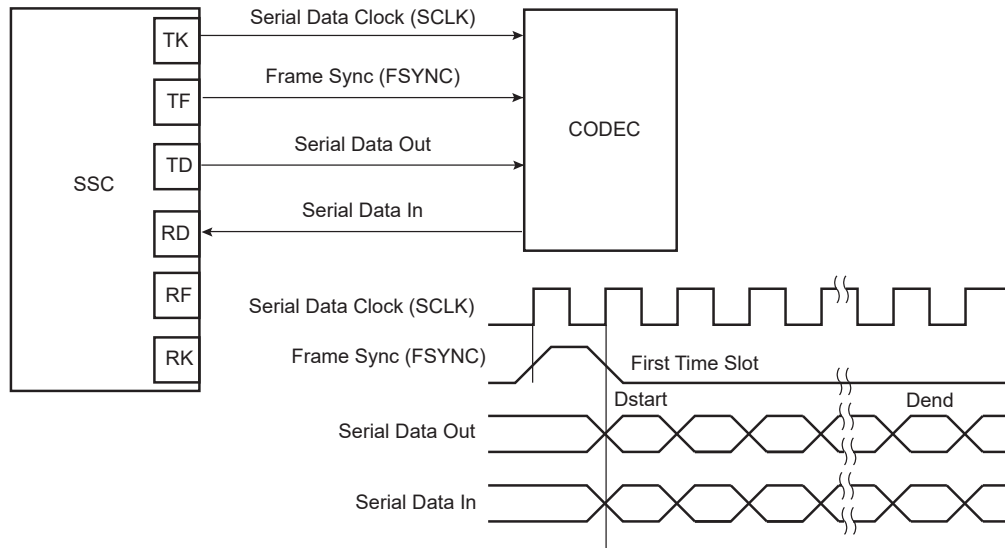 Serial Data Clock (SCLK)
TK
Frame Sync (FSYNC)
TF
CODEC
Serial Data Out
TD
SSC
Serial Data In
RD
RF
Serial Data Clock (SCLK)
RK
Frame Sync (FSYNC)
First Time Slot
Dstart
Dend
Serial Data Out
Serial Data In